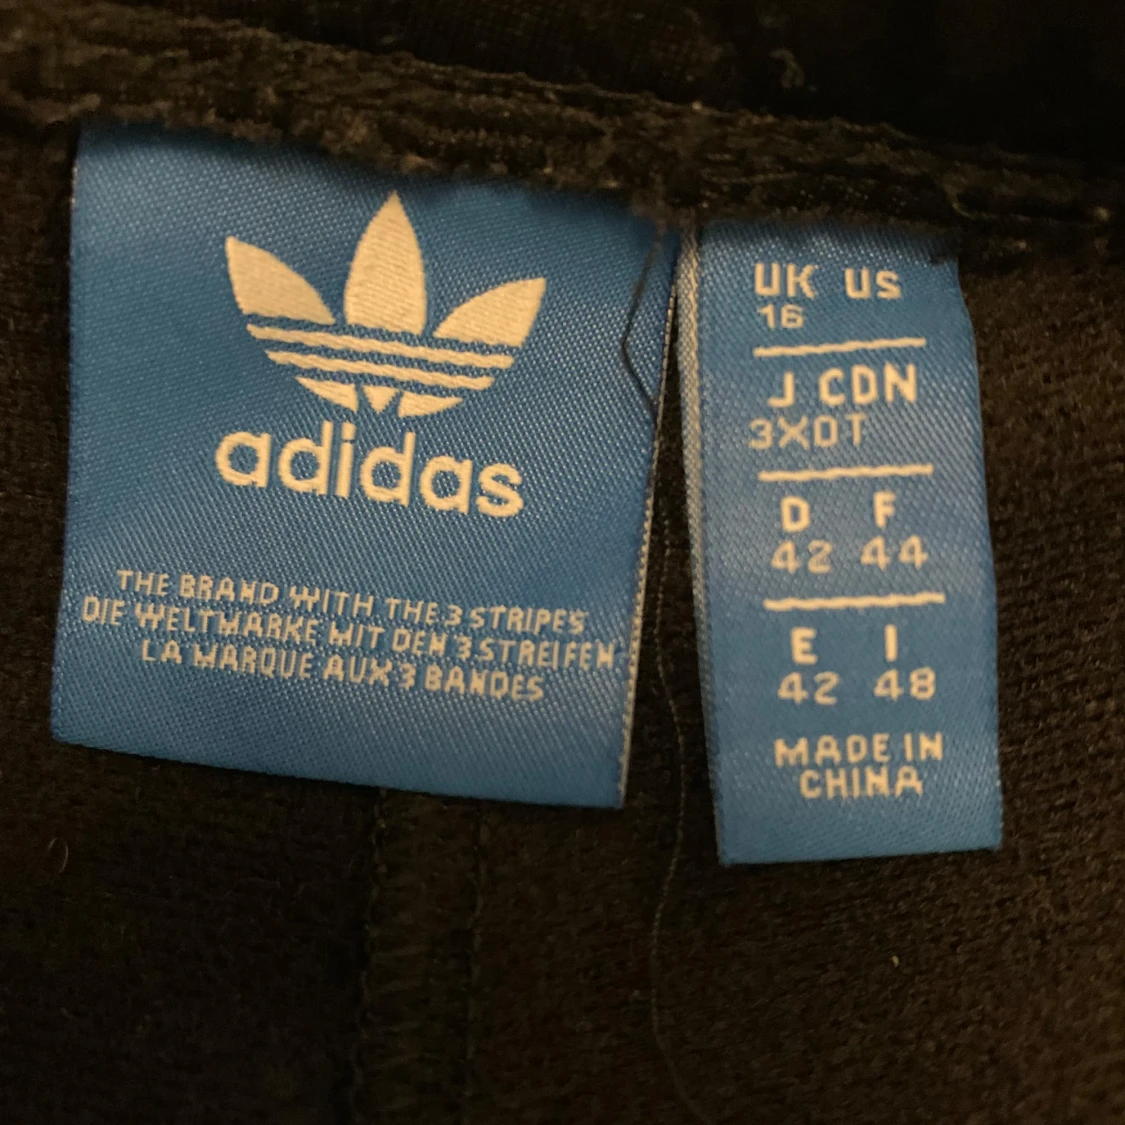 adidas
THE BRAND WITH THE 3 STRIPES
DIE WELTMARKE MIT DEN 3 STREIFEN
LA MARQUE AUX 3 BANDES
UK US
16
J CDN
3XOT
D F
42 44
E I
42 48
MADE IN
CHINA